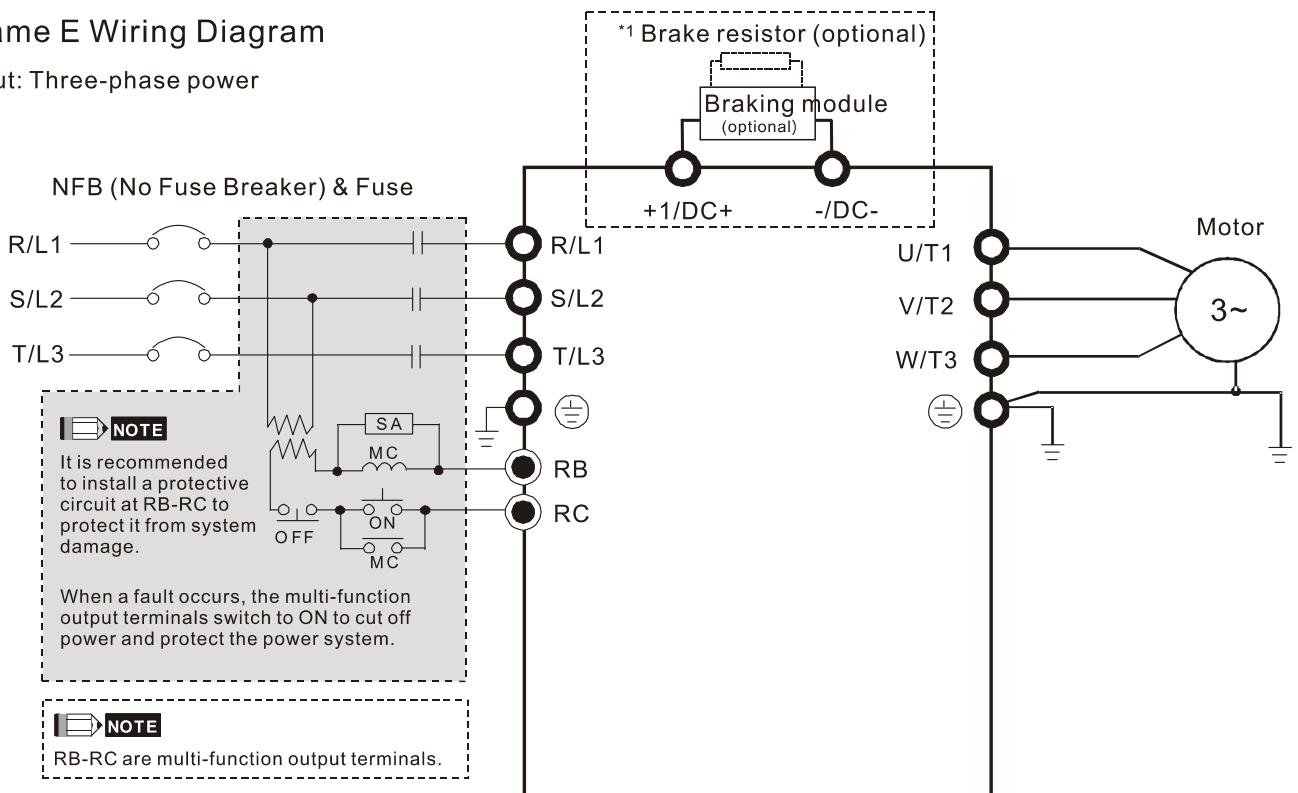 ame E Wiring Diagram
ut: Three-phase power
*1 Brake resistor (optional)
Braking module
(optional)
+1/DC+
-/DC-
NFB (No Fuse Breaker) & Fuse
R/L1
S/L2
T/L3
R/L1
S/L2
T/L3
RB
RC
U/T1
V/T2
W/T3
Motor
3~
SA
MC
ON
OFF
MC
NOTE
It is recommended
to install a protective
circuit at RB-RC to
protect it from system
damage.
When a fault occurs, the multi-function
output terminals switch to ON to cut off
power and protect the power system.
NOTE
RB-RC are multi-function output terminals.